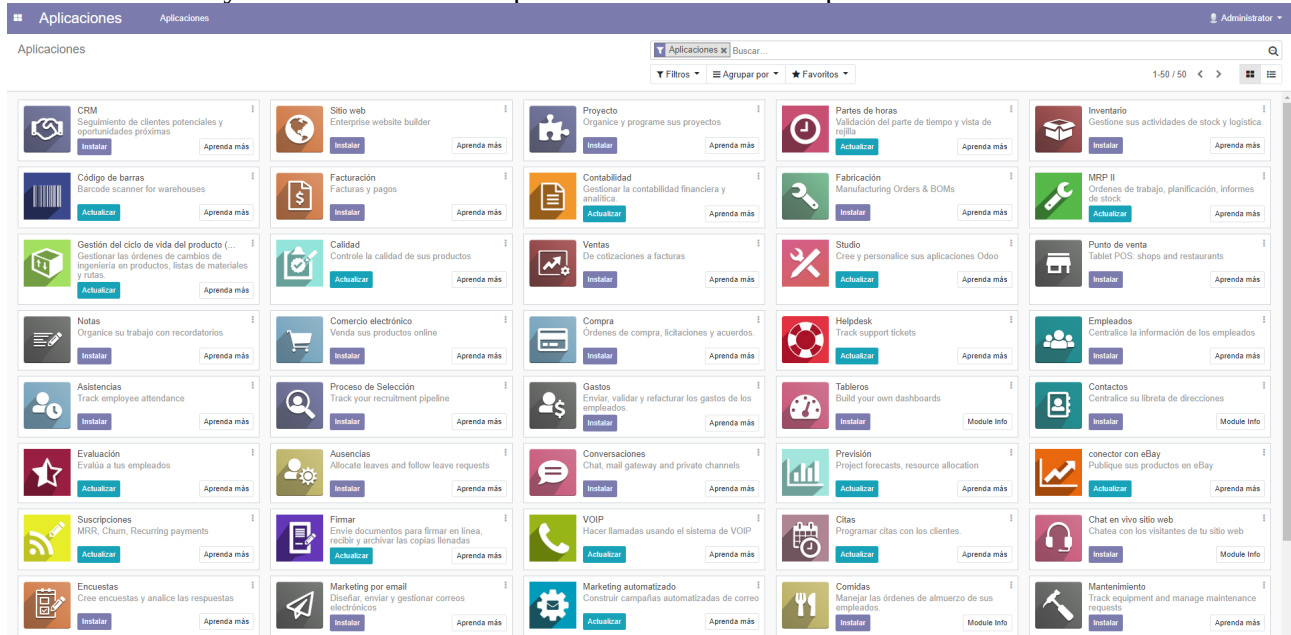 Aplicaciones
Aplicaciones
Administrator
Aplicaciones
Aplicaciones
Buscar...
Filtros
Agrupar por
Favoritos
1-50 / 50
CRM
Seguimiento de clientes potenciales y
oportunidades próximas
Instalar
Aprenda más
Sitio web
Enterprise website builder
Instalar
Aprenda más
Proyecto
Organice y programe sus proyectos
Instalar
Aprenda más
Partes de horas
Validación del parte de tiempo y vista de
rejilla
Actualizar
Aprenda más
Inventario
Gestione sus actividades de stock y logística
Instalar
Aprenda más
Código de barras
Barcode scanner for warehouses
Actualizar
Aprenda más
Facturación
Facturas y pagos
Instalar
Aprenda más
Contabilidad
Gestionar la contabilidad financiera y
analítica.
Actualizar
Aprenda más
Fabricación
Manufacturing Orders & BOMs
Instalar
Aprenda más
MRP II
Ordenes de trabajo, planificación, informes
de stock
Actualizar
Aprenda más
Gestión del ciclo de vida del producto (...
Gestionar las órdenes de cambios de
ingeniería en productos, listas de materiales
y rutas.
Actualizar
Aprenda más
Calidad
Controle la calidad de sus productos
Actualizar
Aprenda más
Ventas
De cotizaciones a facturas
Instalar
Aprenda más
Studio
Cree y personalice sus aplicaciones Odoo
Actualizar
Aprenda más
Punto de venta
Tablet POS: shops and restaurants
Instalar
Aprenda más
Notas
Organice su trabajo con recordatorios
Instalar
Aprenda más
Comercio electrónico
Venda sus productos online
Instalar
Aprenda más
Compra
Órdenes de compra, licitaciones y acuerdos.
Instalar
Aprenda más
Helpdesk
Track support tickets
Actualizar
Aprenda más
Empleados
Centralice la información de los empleados
Instalar
Aprenda más
Asistencias
Track employee attendance
Instalar
Aprenda más
Proceso de Selección
Track your recruitment pipeline
Instalar
Aprenda más
Gastos
Enviar, validar y refacturar los gastos de los
empleados.
Instalar
Aprenda más
Tableros
Build your own dashboards
Instalar
Module Info
Contactos
Centralice su libreta de direcciones
Instalar
Module Info
Evaluación
Evalúa a tus empleados
Actualizar
Aprenda más
Ausencias
Allocate leaves and follow leave requests
Instalar
Aprenda más
Conversaciones
Chat, mail gateway and private channels
Instalar
Aprenda más
Previsión
Project forecasts, resource allocation
Actualizar
Aprenda más
conector con eBay
Publique sus productos en eBay
Actualizar
Aprenda más
Suscripciones
MRR, Churn, Recurring payments
Actualizar
Aprenda más
Firmar
Envíe documentos para firmar en línea,
recibir y archivar las copias llenadas
Actualizar
Aprenda más
VOIP
Hacer llamadas usando el sistema de VOIP
Actualizar
Aprenda más
Citas
Programar citas con los clientes.
Actualizar
Aprenda más
Chat en vivo sitio web
Chatea con los visitantes de tu sitio web
Instalar
Module Info
Encuestas
Cree encuestas y analice las respuestas
Instalar
Aprenda más
Marketing por email
Diseñar, enviar y gestionar correos
electrónicos
Instalar
Aprenda más
Marketing automatizado
Construir campañas automatizadas de correo
Actualizar
Aprenda más
Comidas
Manejar las órdenes de almuerzo de sus
empleados.
Instalar
Module Info
Mantenimiento
Track equipment and manage maintenance
requests
Instalar
Aprenda más